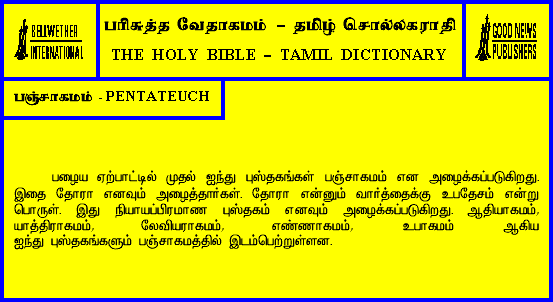 BELLWETHER
INTERNATIONAL
பரிசுத்த வேதாகமம் – தமிழ் சொல்லகராதி
THE HOLY BIBLE – TAMIL DICTIONARY
GOOD NEWS
PUBLISHERS
பஞ்சாகமம் - PENTATEUCH
பழைய ஏற்பாட்டில் முதல் ஐந்து புஸ்தகங்கள் பஞ்சாகமம் என அழைக்கப்படுகிறது.
இதை தோரா எனவும் அழைத்தார்கள். தோரா என்னும் வார்த்தைக்கு உபதேசம் என்று
பொருள். இது நியாயப்பிரமாண புஸ்தகம் எனவும் அழைக்கப்படுகிறது. ஆதியாகமம்,
யாத்திராகமம், லேவியராகமம், எண்ணாகமம், உபாகமம் ஆகிய
ஐந்து புஸ்தகங்களும் பஞ்சாகமத்தில் இடம்பெற்றுள்ளன.